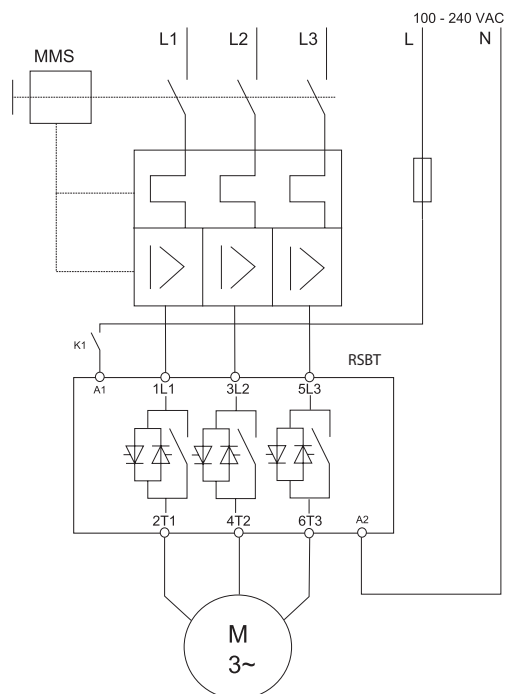 100 - 240 VAC
MMS
L1 L2 L3 L N
K1
RSBT
A1 1L1 3L2 5L3
2T1 4T2 6T3 A2
M
3~